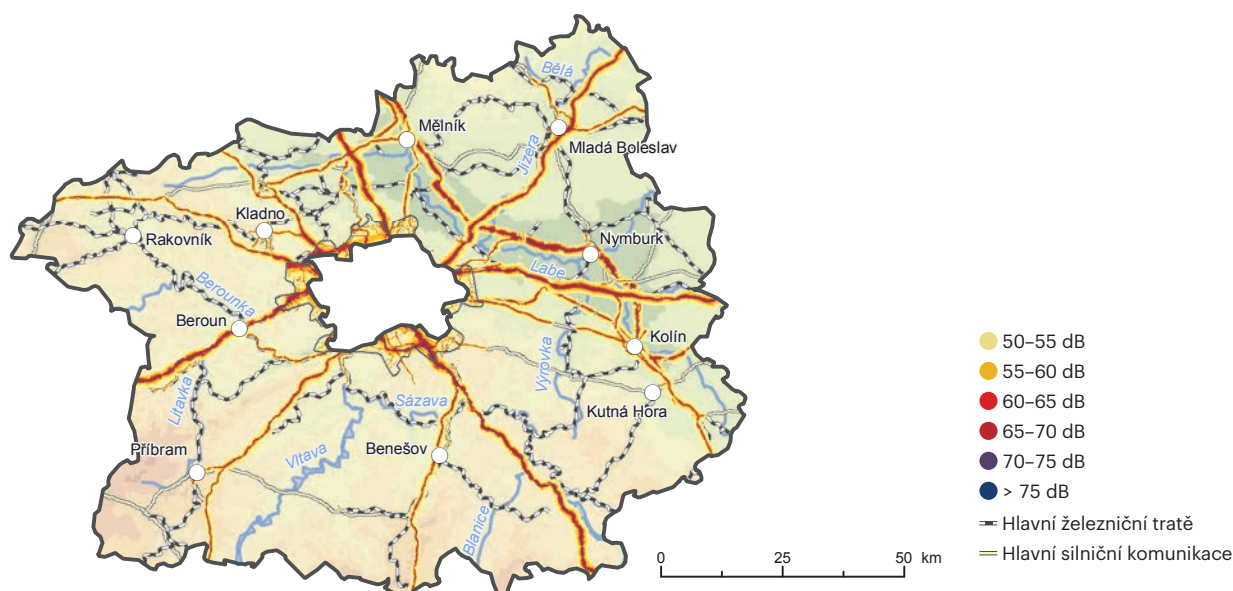 Bělá
Mělník
Mladá Boleslav
Jizera
Kladno
Rakovník
Nymburk
Labe
Berounka
Beroun
Kolín
Výrovka
Litavka
Sázava
Kutná Hora
Příbram
Vltava
Benešov
Blanice
50–55 dB
55–60 dB
60–65 dB
65–70 dB
70–75 dB
> 75 dB
Hlavní železniční tratě
Hlavní silniční komunikace
0 25 50 km